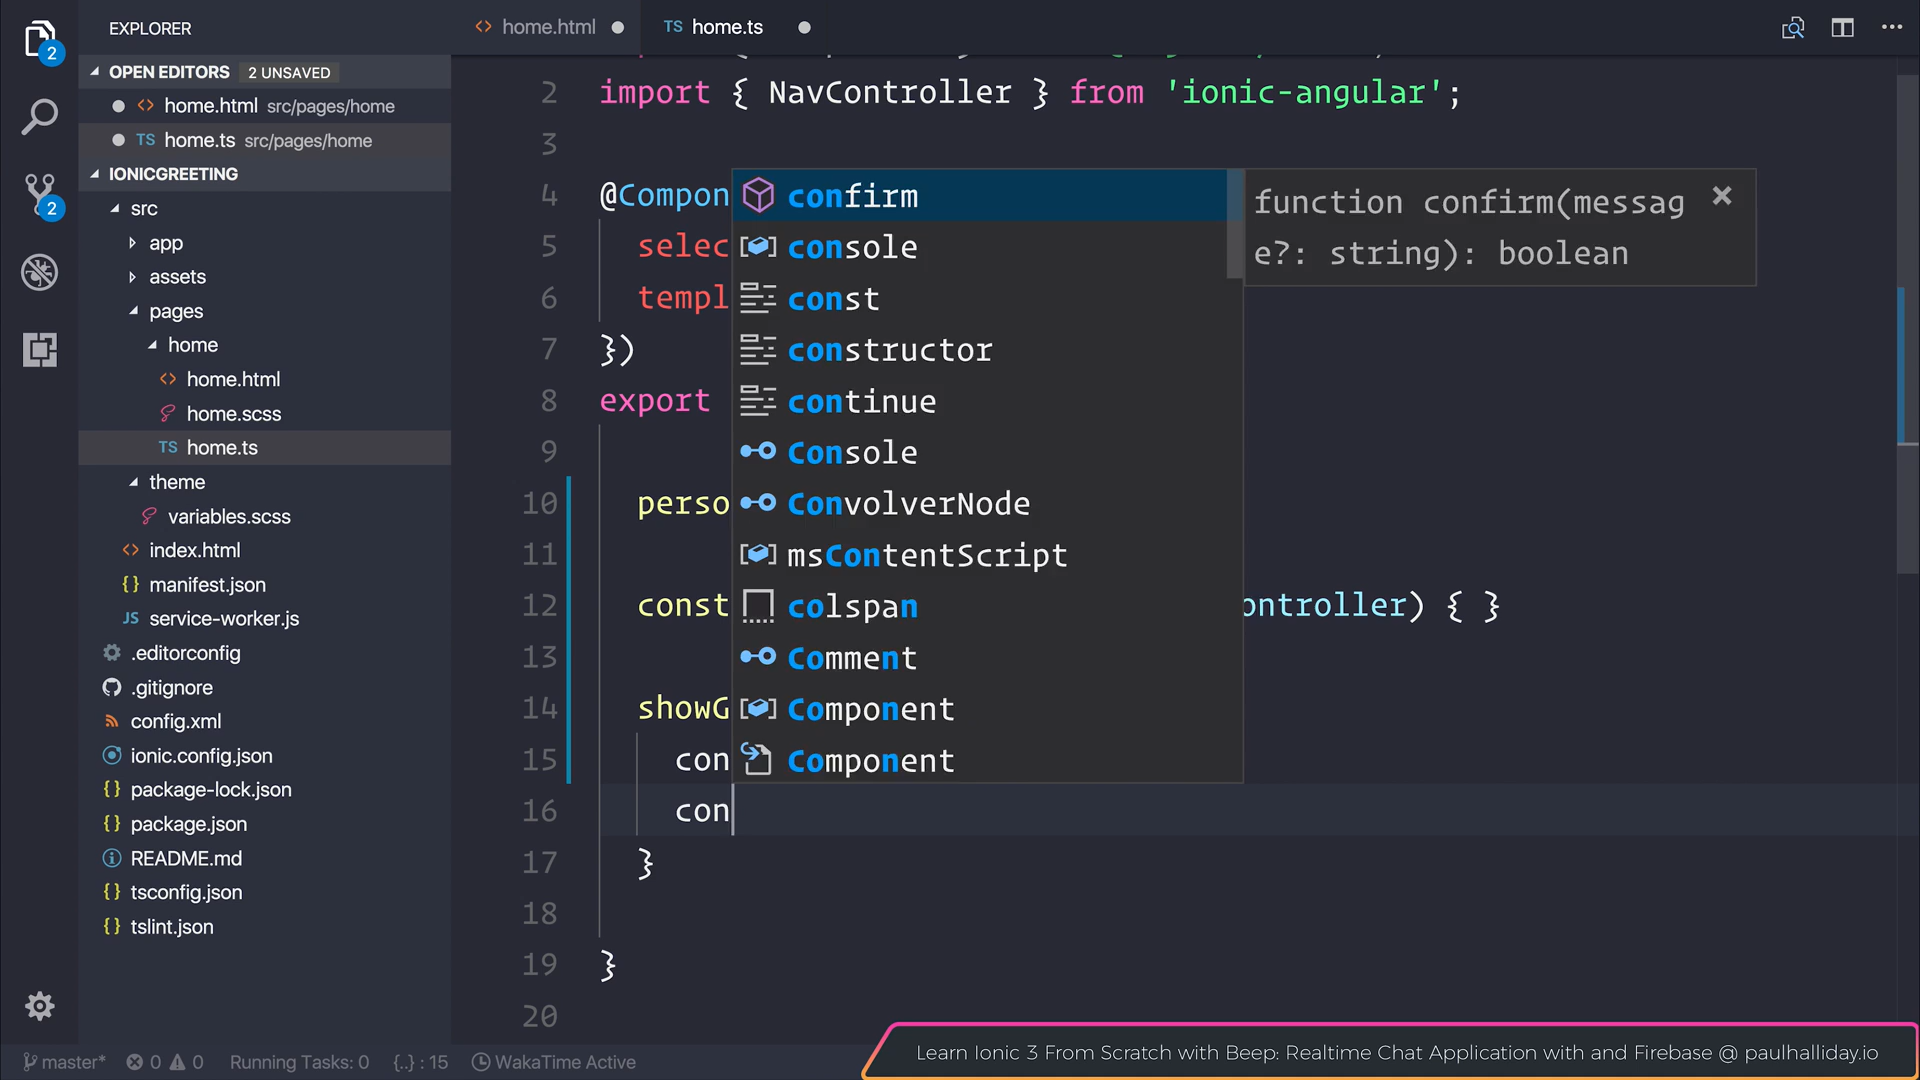 EXPLORER
home.html
TS home.ts
OPEN EDITORS 2 UNSAVED
home.html src/pages/home
TS home.ts src/pages/home
IONICGREETING
src
app
assets
pages
home
home.html
home.scss
TS home.ts
theme
variables.scss
index.html
{} manifest.json
JS service-worker.js
.editorconfig
.gitignore
config.xml
ionic.config.json
{} package-lock.json
{} package.json
README.md
{} tsconfig.json
{} tslint.json
2
2
2 import { NavController } from 'ionic-angular';
3
4 @Compon
5 selec
6 templ
7 })
8 export
9
10 perso
11
12 const ontroller) { }
13
14 showG
15 con
16 con
17 }
18
19 }
20
confirm
console
const
constructor
continue
Console
ConvolverNode
msContentScript
colspan
Comment
Component
Component
function confirm(messag
e?: string): boolean
master* 0 0 Running Tasks: 0 {..} : 15 WakaTime Active
Learn Ionic 3 From Scratch with Beep: Realtime Chat Application with and Firebase @ paulhalliday.io